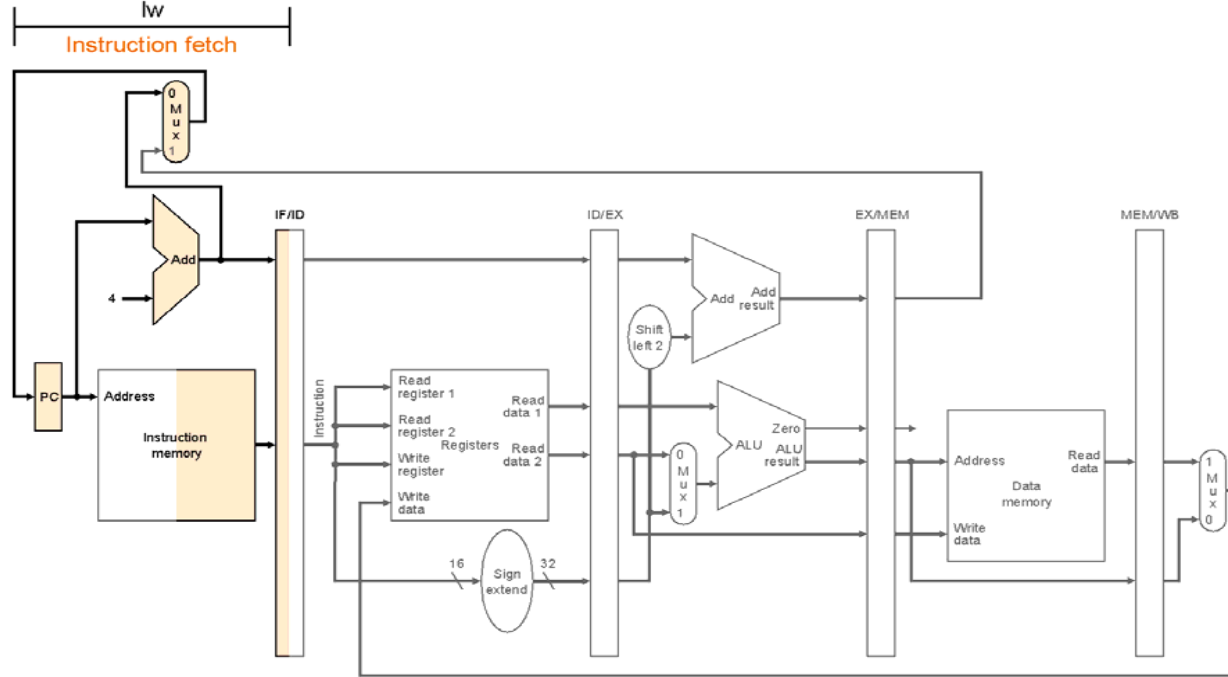 lw
Instruction fetch
0
M
u
x
1
IF/ID
ID/EX
EX/MEM
MEM/WB
Add
4
Add
Add
result
Shift
left 2
PC
Address
Instruction
memory
Instruction
Read
register 1
Read
register 2
Write
register
Write
data
Registers
Read
data 1
Read
data 2
0
M
u
x
1
Zero
ALU
ALU
result
Address
Read
data
Data
memory
Write
data
1
M
u
x
0
16
Sign
extend
32